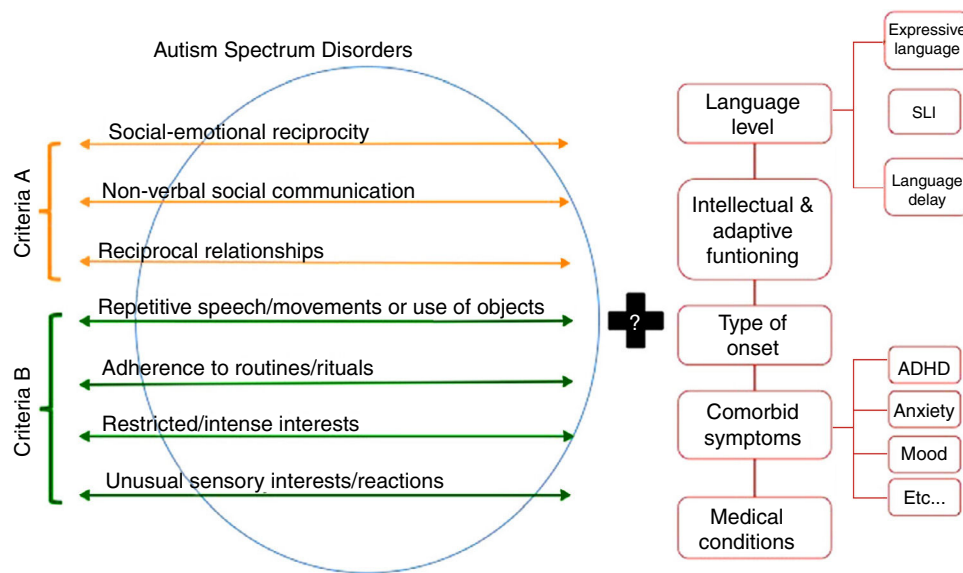 Autism Spectrum Disorders
Criteria A
Social-emotional reciprocity
Non-verbal social communication
Reciprocal relationships
Criteria B
Repetitive speech/movements or use of objects
Adherence to routines/rituals
Restricted/intense interests
Unusual sensory interests/reactions
?
Language
level
Intellectual &
adaptive
funtioning
Type of
onset
Comorbid
symptoms
Medical
conditions
Expressive
language
SLI
Language
delay
ADHD
Anxiety
Mood
Etc...